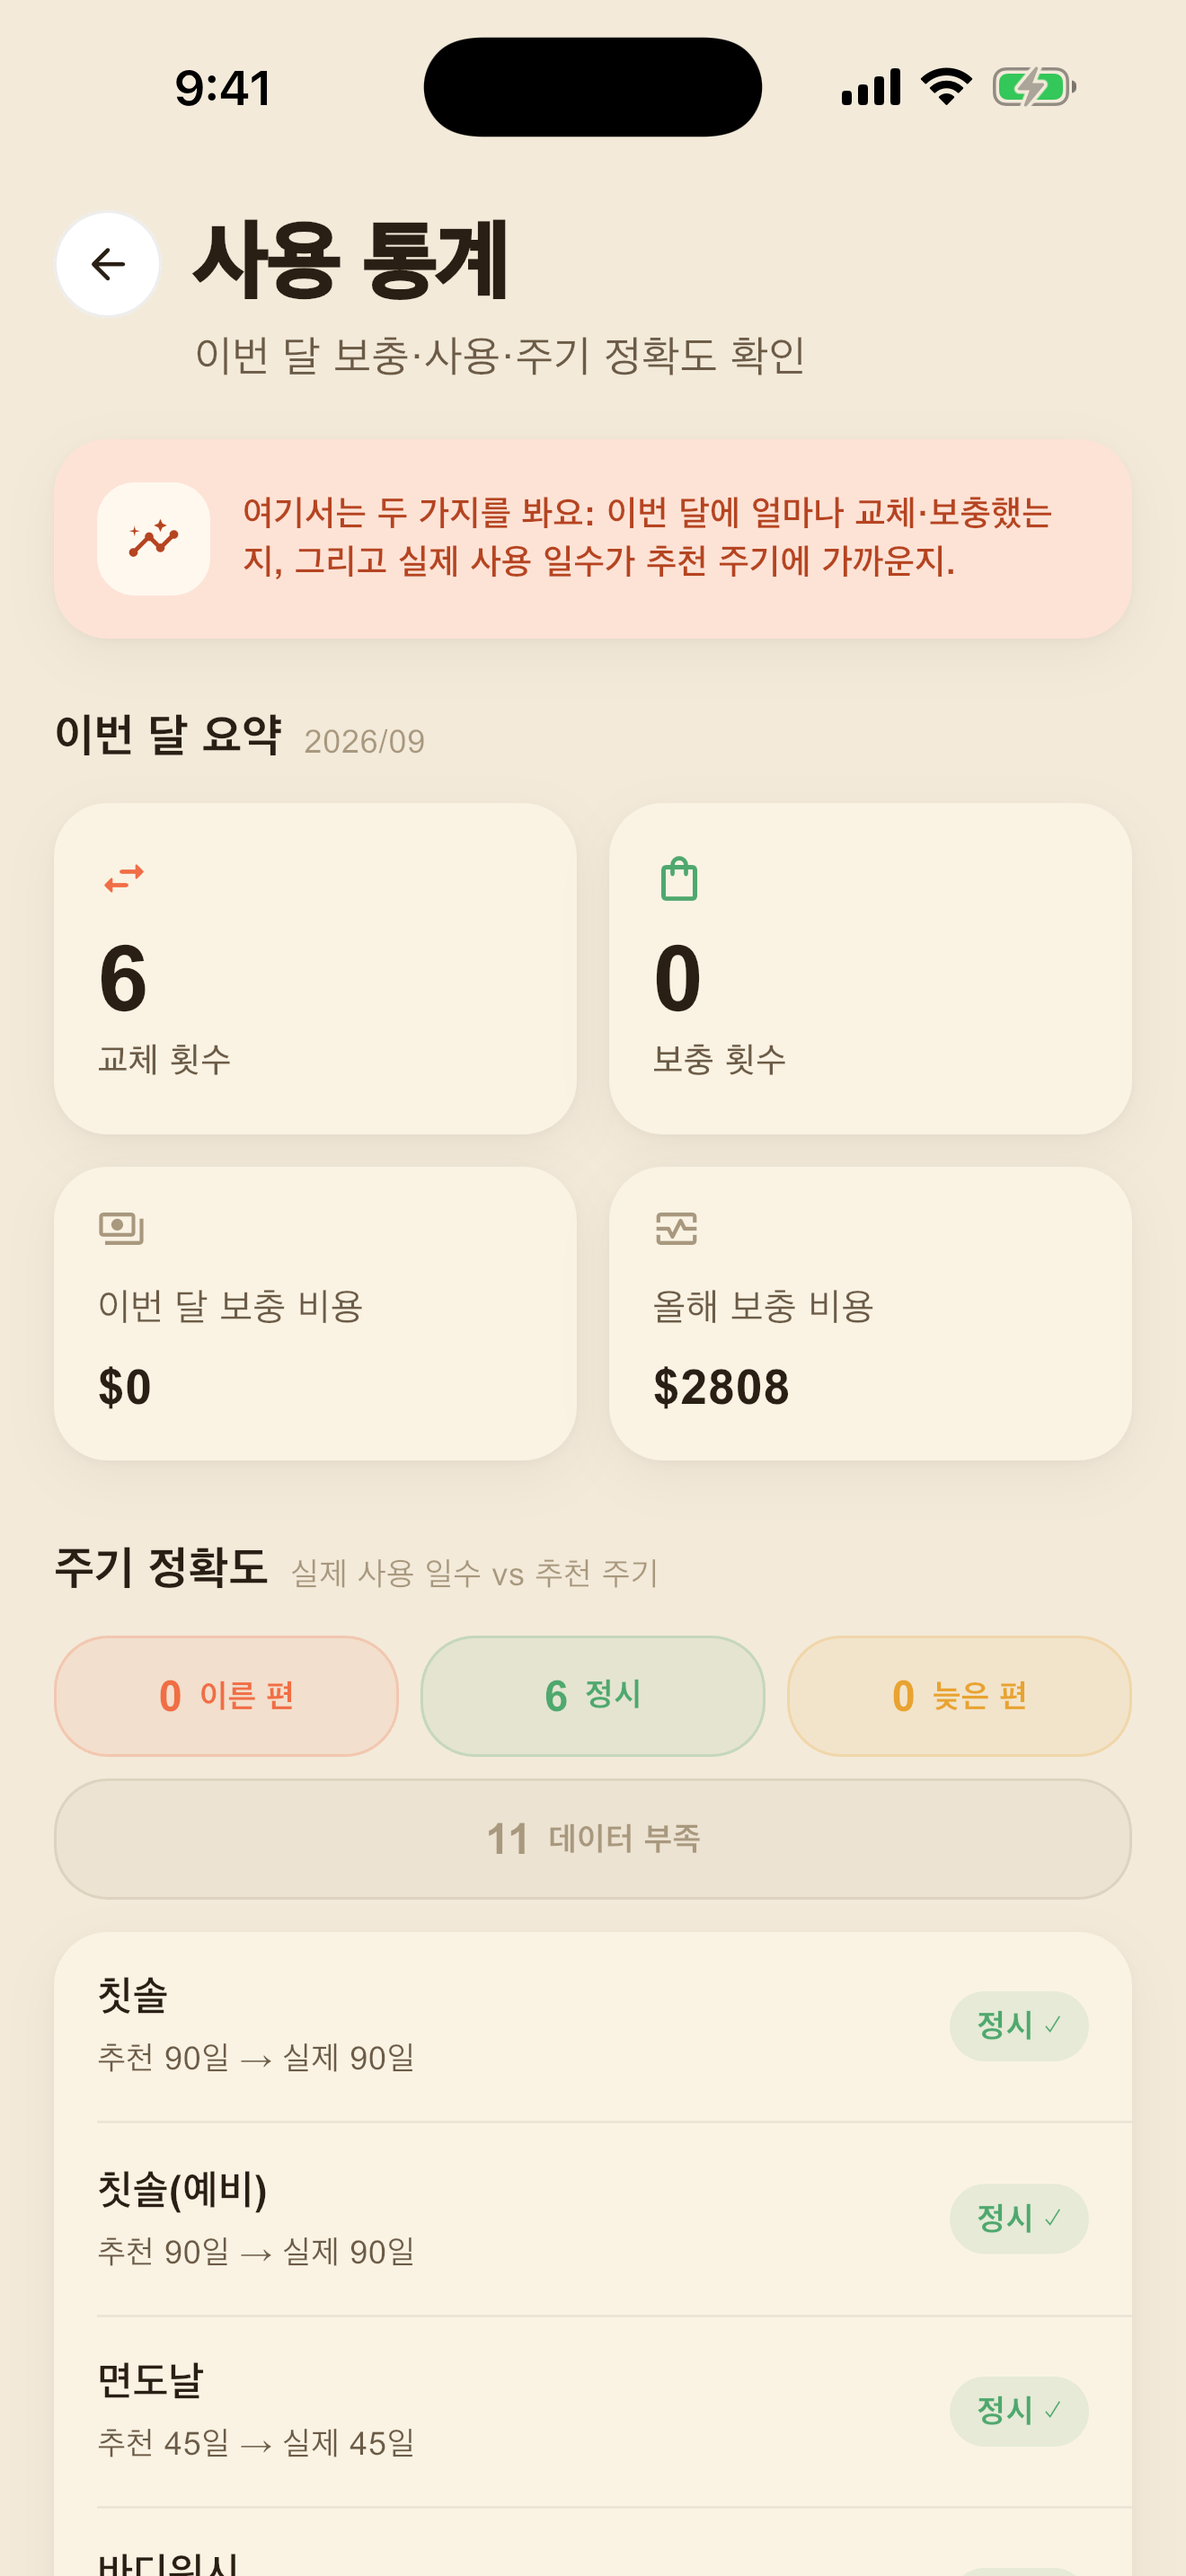 9:41
사용 통계
이번 달 보충·사용·주기 정확도 확인
여기서는 두 가지를 봐요: 이번 달에 얼마나 교체·보충했는
지, 그리고 실제 사용 일수가 추천 주기에 가까운지.
이번 달 요약 2026/09
6
교체 횟수
0
보충 횟수
이번 달 보충 비용
$0
올해 보충 비용
$2808
주기 정확도 실제 사용 일수 vs 추천 주기
0 이른 편
6 정시
0 늦은 편
11 데이터 부족
칫솔
추천 90일 → 실제 90일
정시 ✓
칫솔(예비)
추천 90일 → 실제 90일
정시 ✓
면도날
추천 45일 → 실제 45일
정시 ✓
바디워시